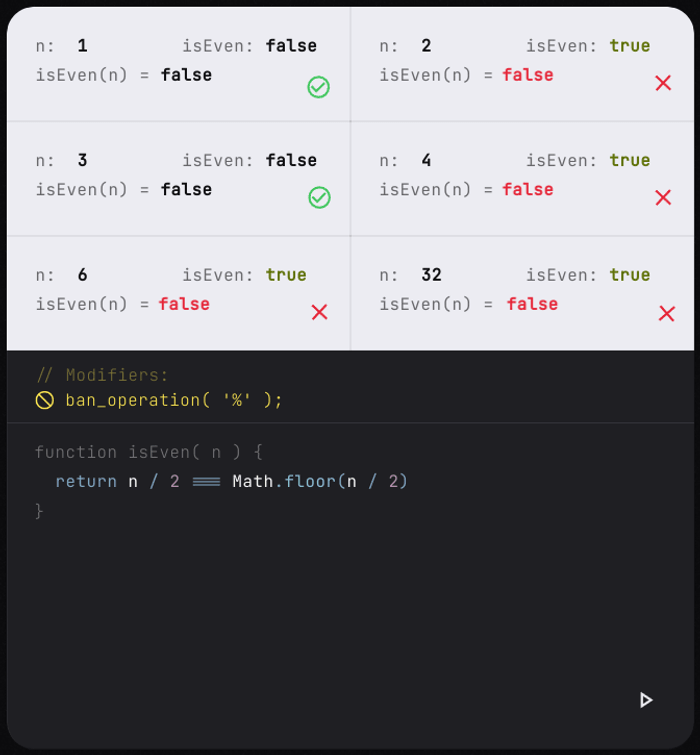 n: 1 isEven: false
isEven(n) = false
n: 2 isEven: true
isEven(n) = false
n: 3 isEven: false
isEven(n) = false
n: 4 isEven: true
isEven(n) = false
n: 6 isEven: true
isEven(n) = false
n: 32 isEven: true
isEven(n) = false
// Modifiers:
ban_operation( '%' );
function isEven( n ) {
return n / 2 === Math.floor(n / 2)
}